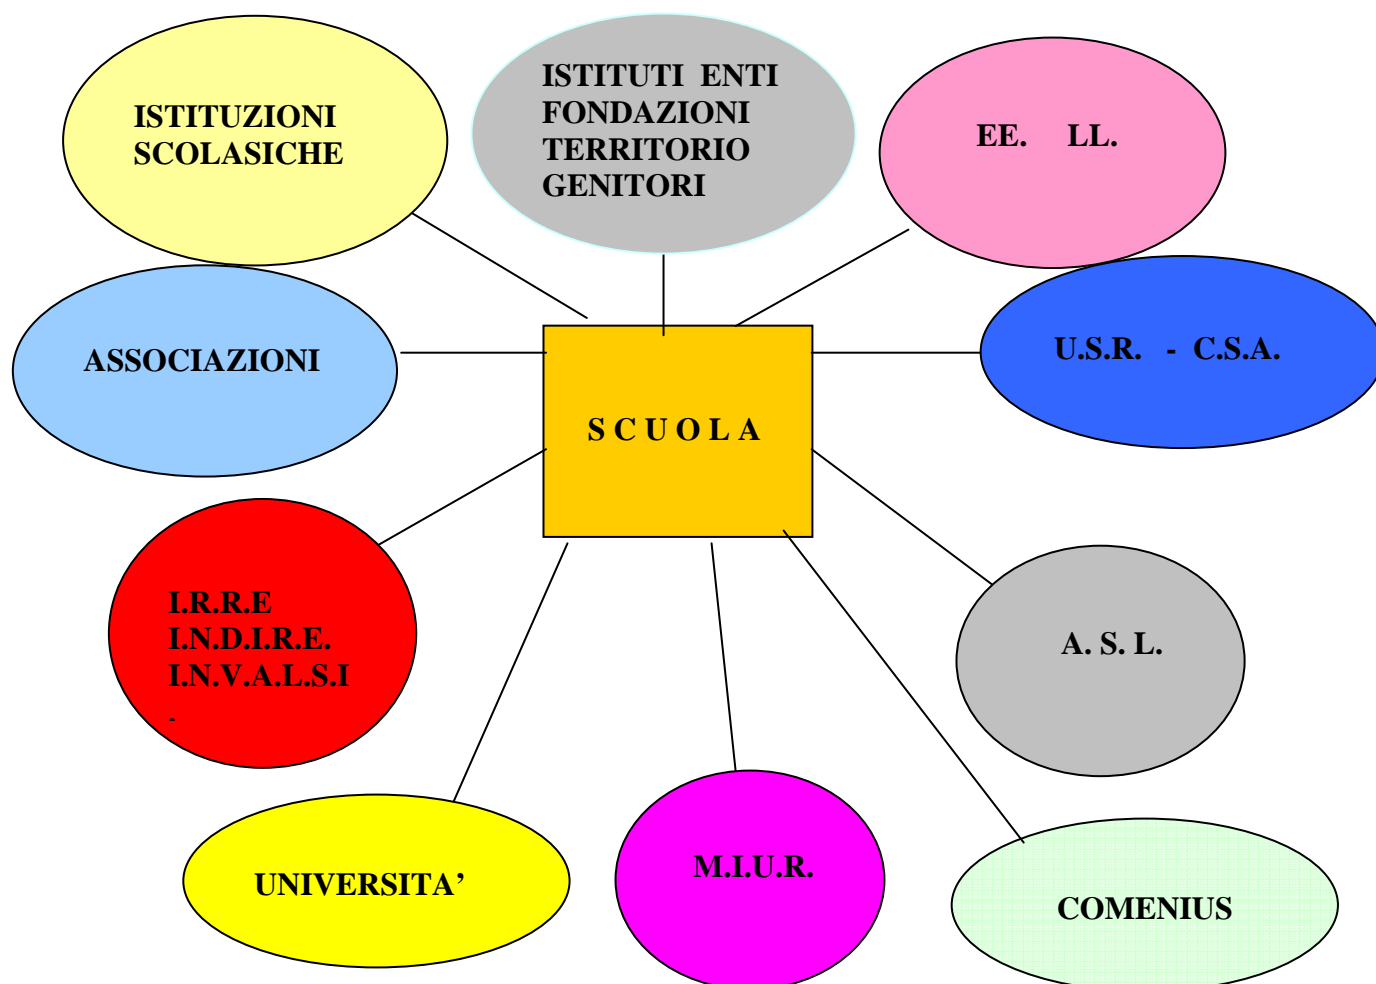 ISTITUZIONI
SCOLASICHE
ISTITUTI ENTI
FONDAZIONI
TERRITORIO
GENITORI
EE. LL.
ASSOCIAZIONI
S C U O L A
U.S.R. - C.S.A.
I.R.R.E
I.N.D.I.R.E.
I.N.V.A.L.S.I
-
A. S. L.
UNIVERSITA’
M.I.U.R.
COMENIUS